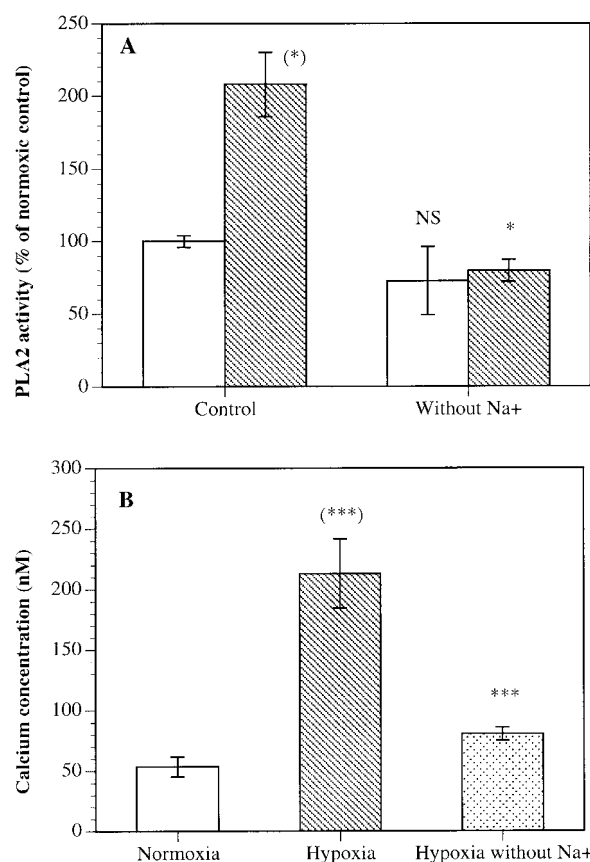 A
PLA2 activity (% of normoxic control)
250
200
150
100
50
0
(*)
NS
*
Control
Without Na+
B
Calcium concentration (nM)
300
250
200
150
100
50
0
(***)
***
Normoxia
Hypoxia
Hypoxia without Na+